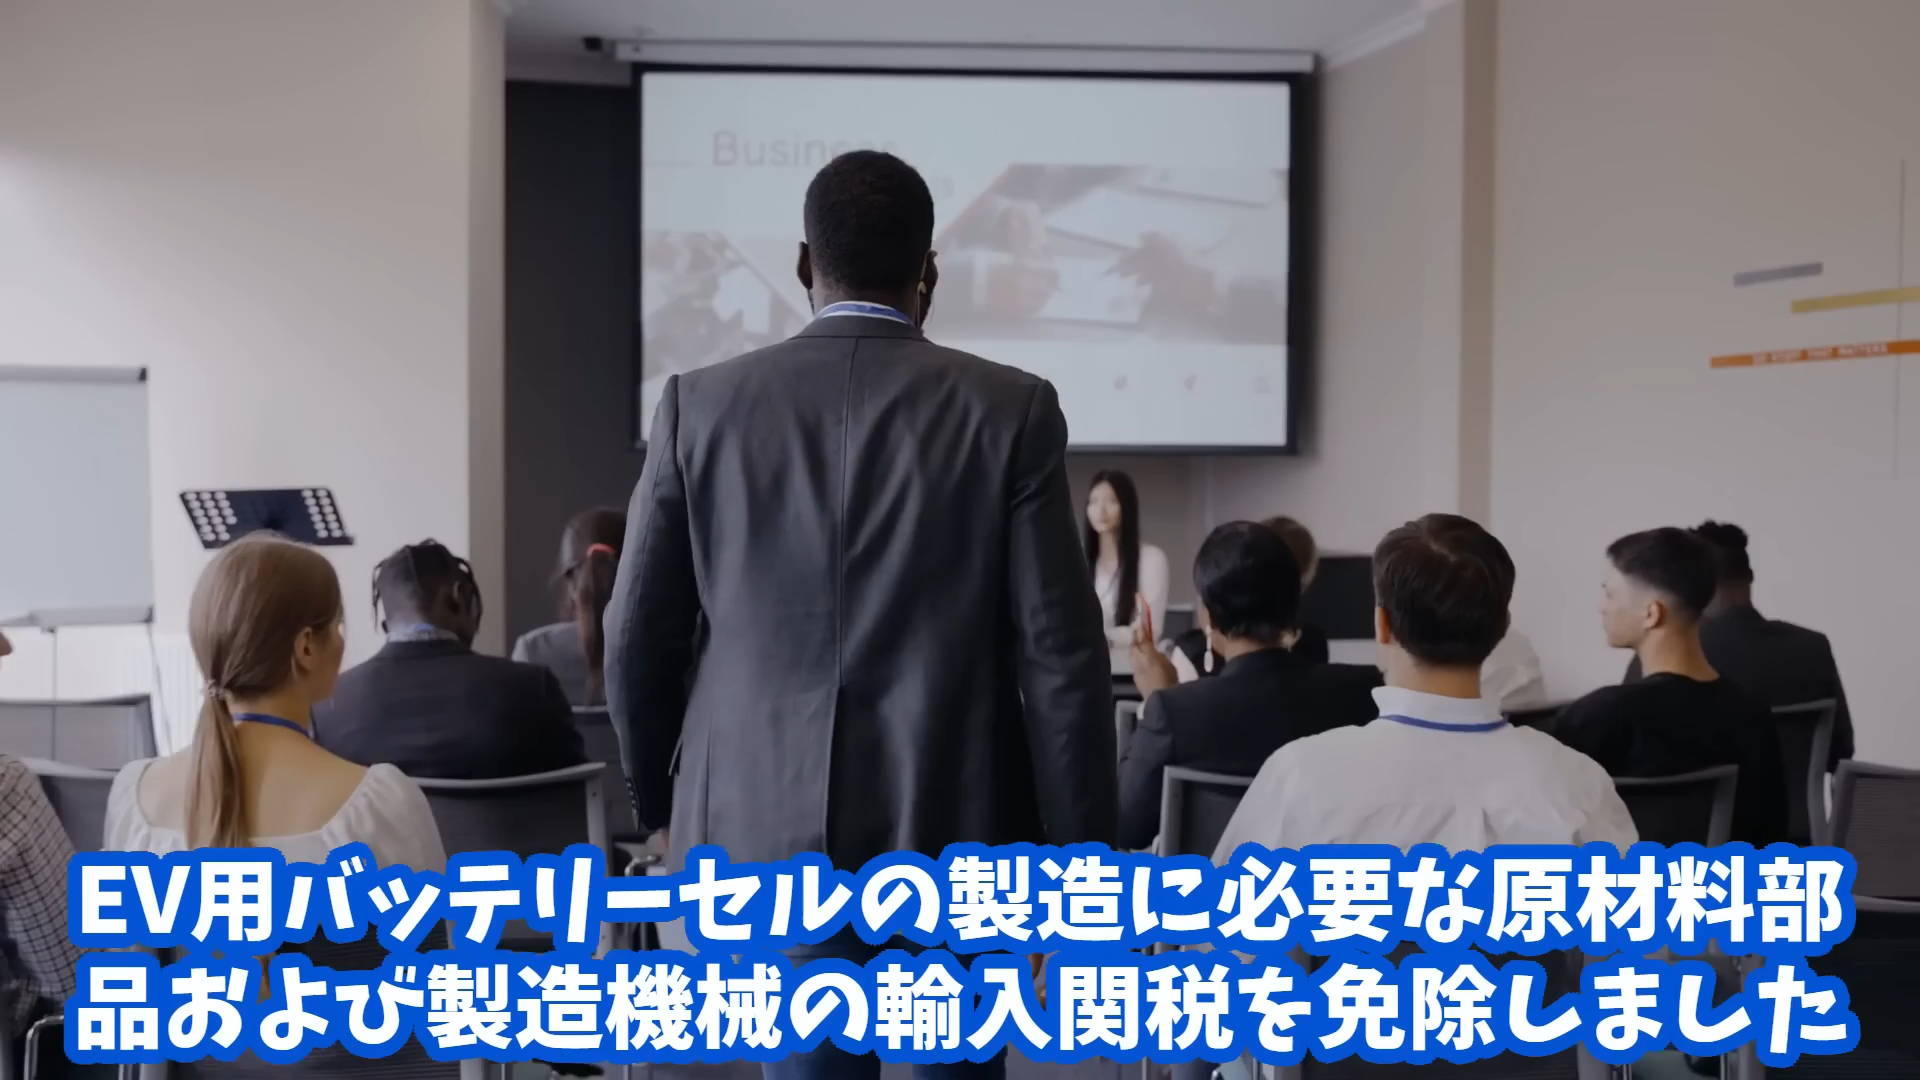 Business
EV用バッテリーセルの製造に必要な原材料部
品および製造機械の輸入関税を免除しました